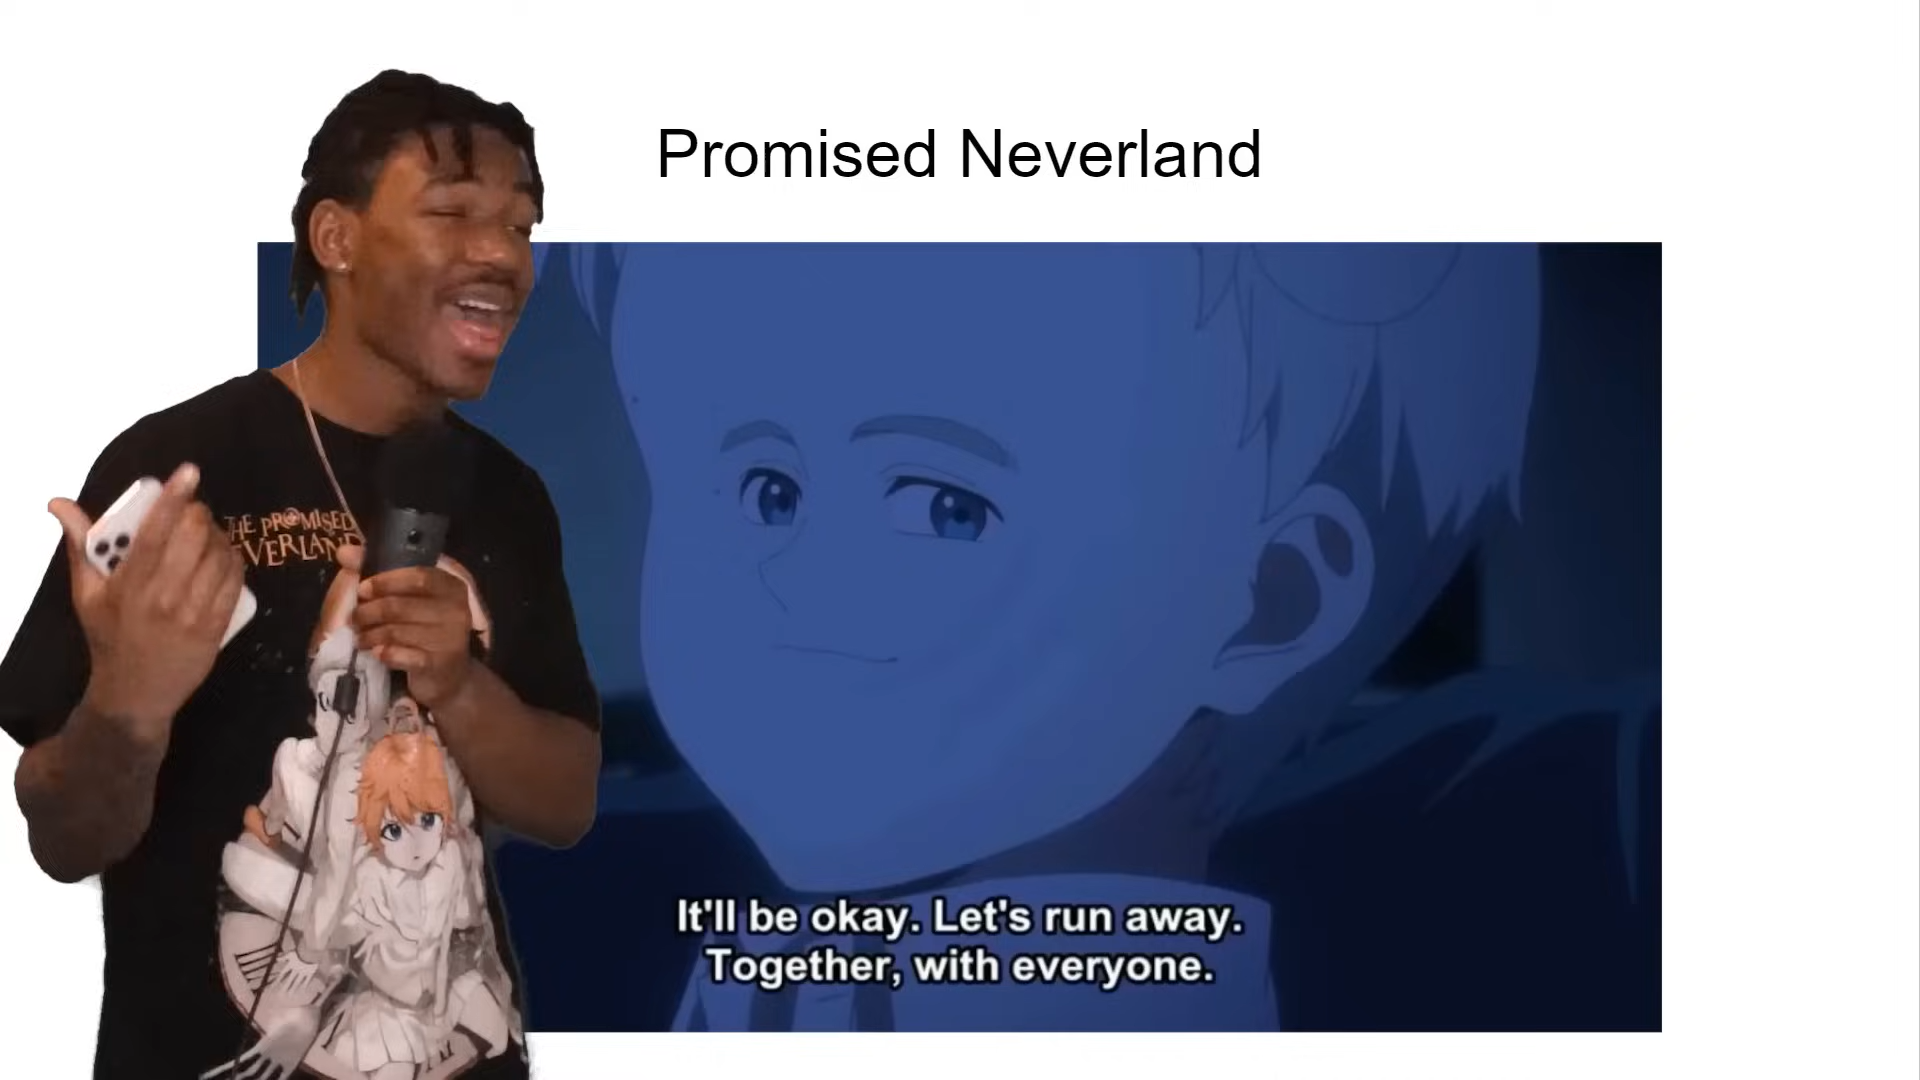 Promised Neverland
THE PROMISED
NEVERLAND
It'll be okay. Let's run away.
Together, with everyone.